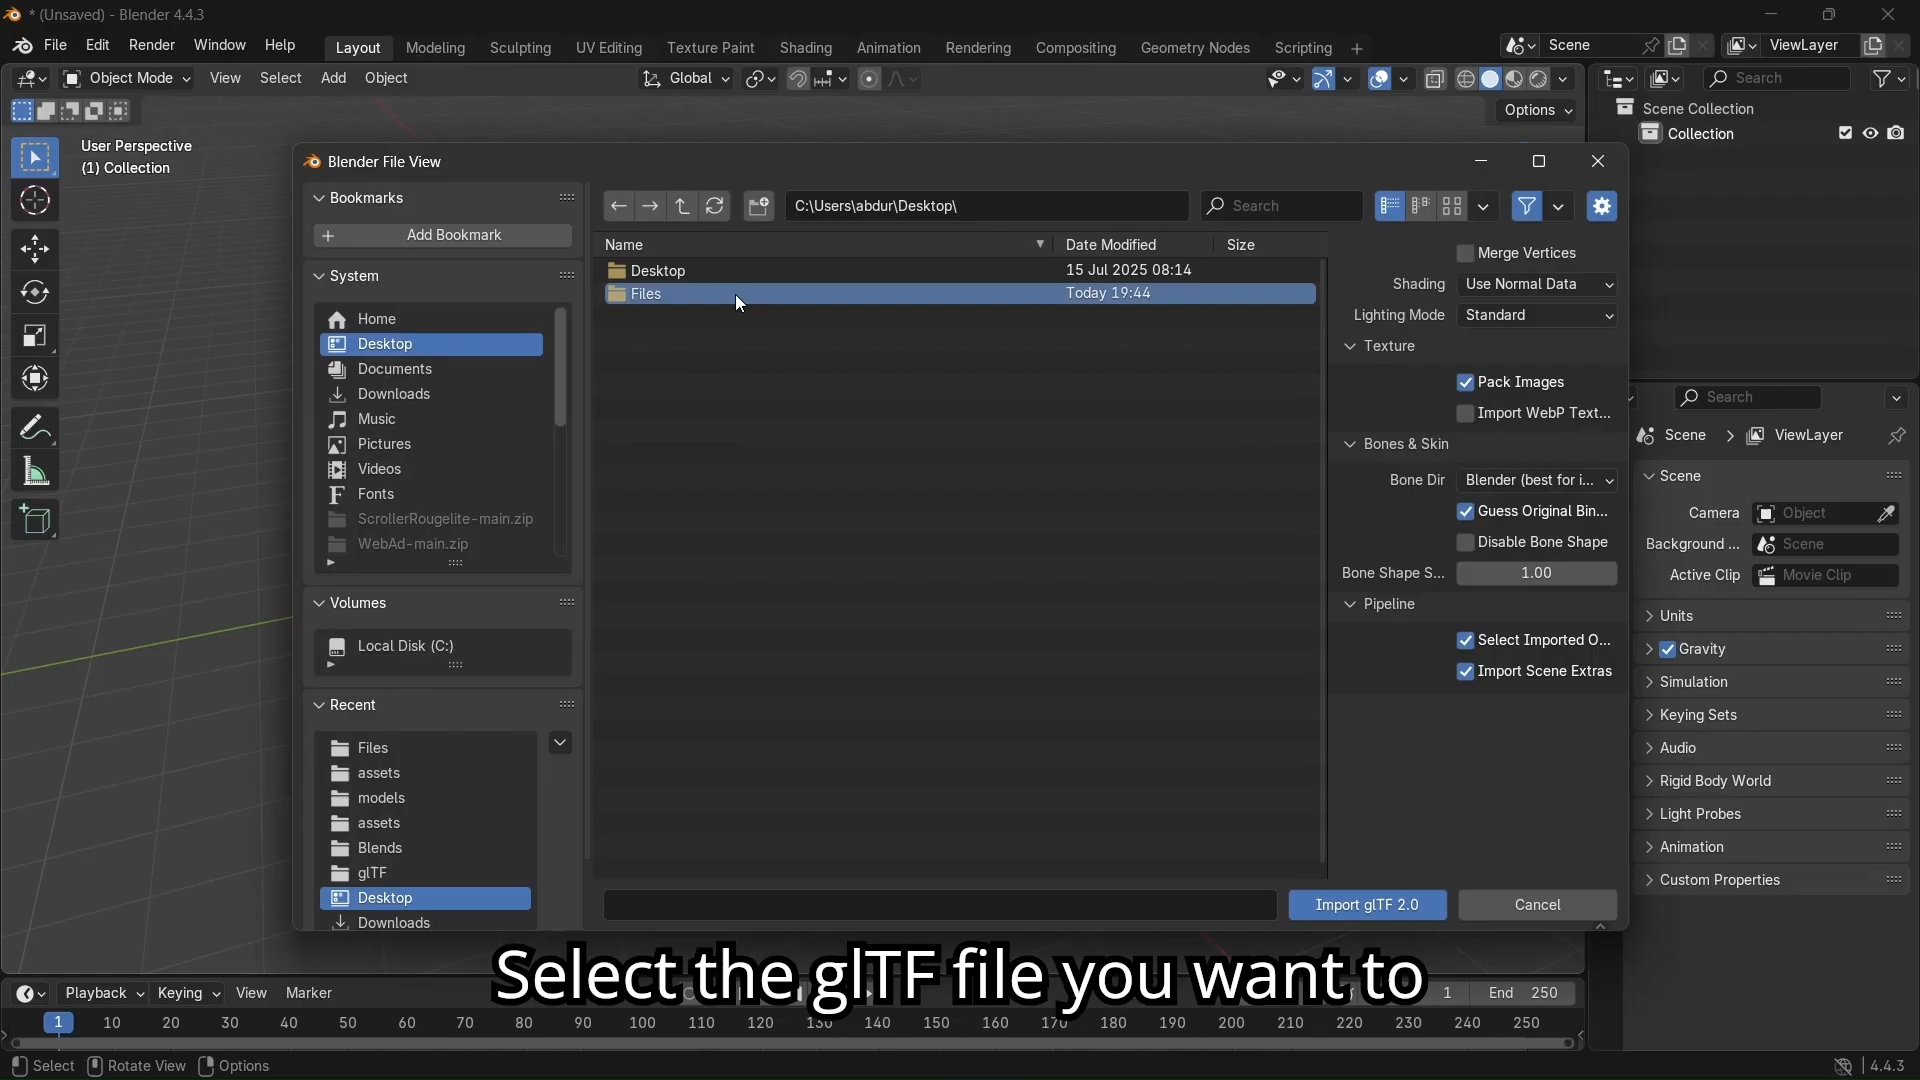 * (Unsaved) - Blender 4.4.3
File Edit Render Window Help
Layout Modeling Sculpting UV Editing Texture Paint Shading Animation Rendering Compositing Geometry Nodes Scripting +
Scene
ViewLayer
Object Mode View Select Add Object
Global
Search
Options
User Perspective
(1) Collection
Scene Collection
Collection
Blender File View
Bookmarks
+ Add Bookmark
System
Home
Desktop
Documents
Downloads
Music
Pictures
Videos
Fonts
ScrollerRougelite-main.zip
WebAd-main.zip
Volumes
Local Disk (C:)
Recent
Files
assets
models
assets
Blends
glTF
Desktop
Downloads
C:\Users\abdur\Desktop\
Search
Name Date Modified Size
Desktop 15 Jul 2025 08:14
Files Today 19:44
Merge Vertices
Shading Use Normal Data
Lighting Mode Standard
Texture
Pack Images
Import WebP Text...
Bones & Skin
Bone Dir Blender (best for i...
Guess Original Bin...
Disable Bone Shape
Bone Shape S... 1.00
Pipeline
Select Imported O...
Import Scene Extras
Import glTF 2.0
Cancel
Search
Scene > ViewLayer
Scene
Camera Object
Background ... Scene
Active Clip Movie Clip
Units
Gravity
Simulation
Keying Sets
Audio
Rigid Body World
Light Probes
Animation
Custom Properties
Select the glTF file you want to
Playback Keying View Marker
1 End 250
1 10 20 30 40 50 60 70 80 90 100 110 120 130 140 150 160 170 180 190 200 210 220 230 240 250
Select Rotate View Options
4.4.3